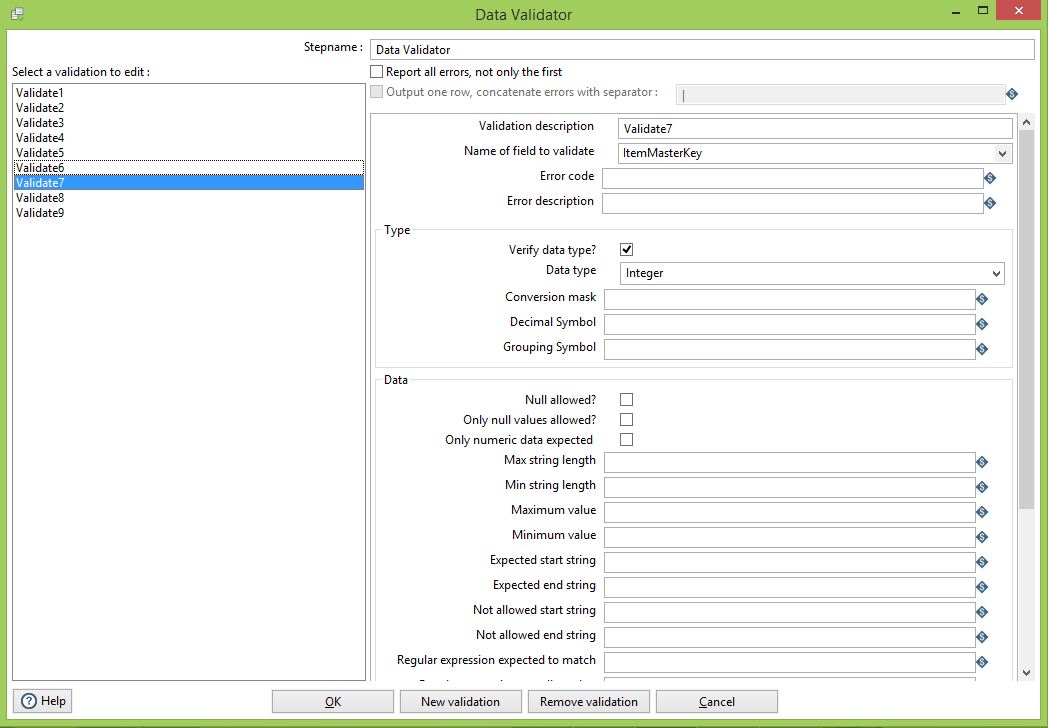 Data Validator
Stepname :
Data Validator
Select a validation to edit :
Report all errors, not only the first
Output one row, concatenate errors with separator :
|
Validate1
Validate2
Validate3
Validate4
Validate5
Validate6
Validate7
Validate8
Validate9
Validation description
Validate7
Name of field to validate
ItemMasterKey
Error code
Error description
Type
Verify data type?
Data type
Integer
Conversion mask
Decimal Symbol
Grouping Symbol
Data
Null allowed?
Only null values allowed?
Only numeric data expected
Max string length
Min string length
Maximum value
Minimum value
Expected start string
Expected end string
Not allowed start string
Not allowed end string
Regular expression expected to match
Help
OK
New validation
Remove validation
Cancel